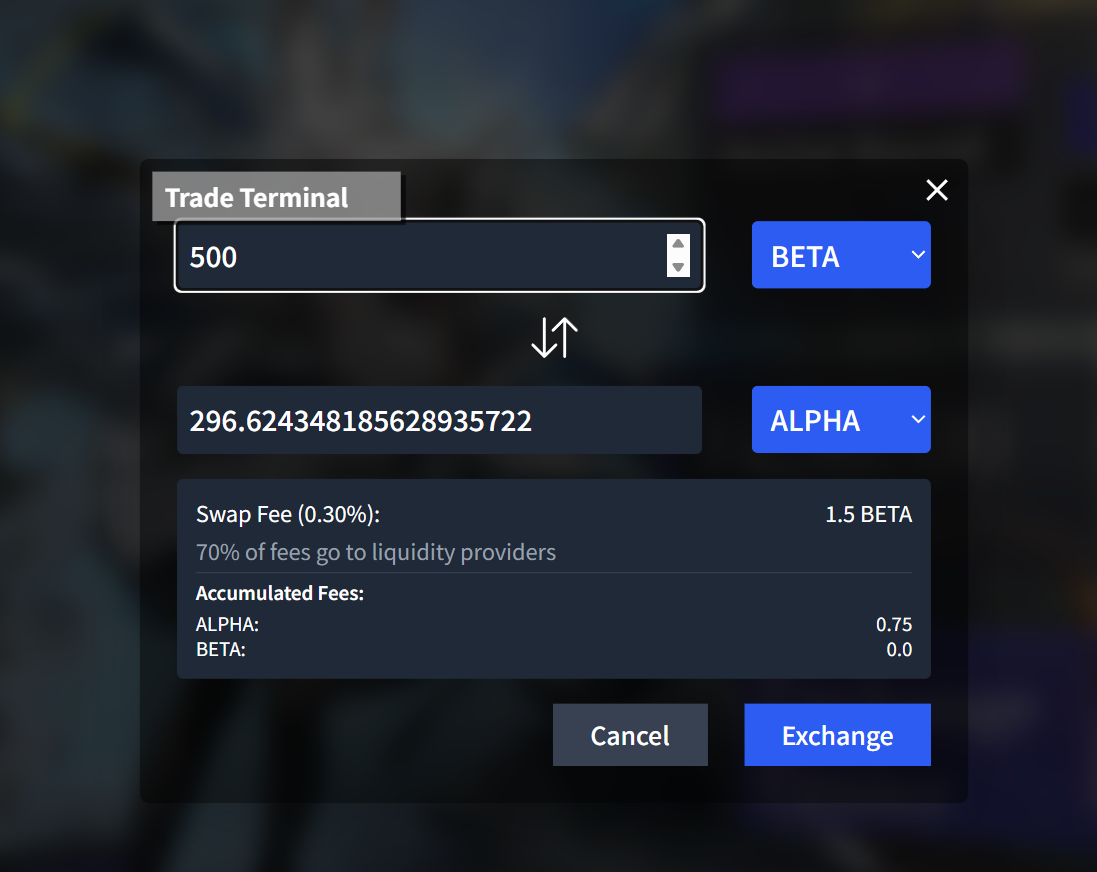 Trade Terminal
500
BETA
296.624348185628935722
ALPHA
Swap Fee (0.30%): 1.5 BETA
70% of fees go to liquidity providers
Accumulated Fees:
ALPHA: 0.75
BETA: 0.0
Cancel
Exchange